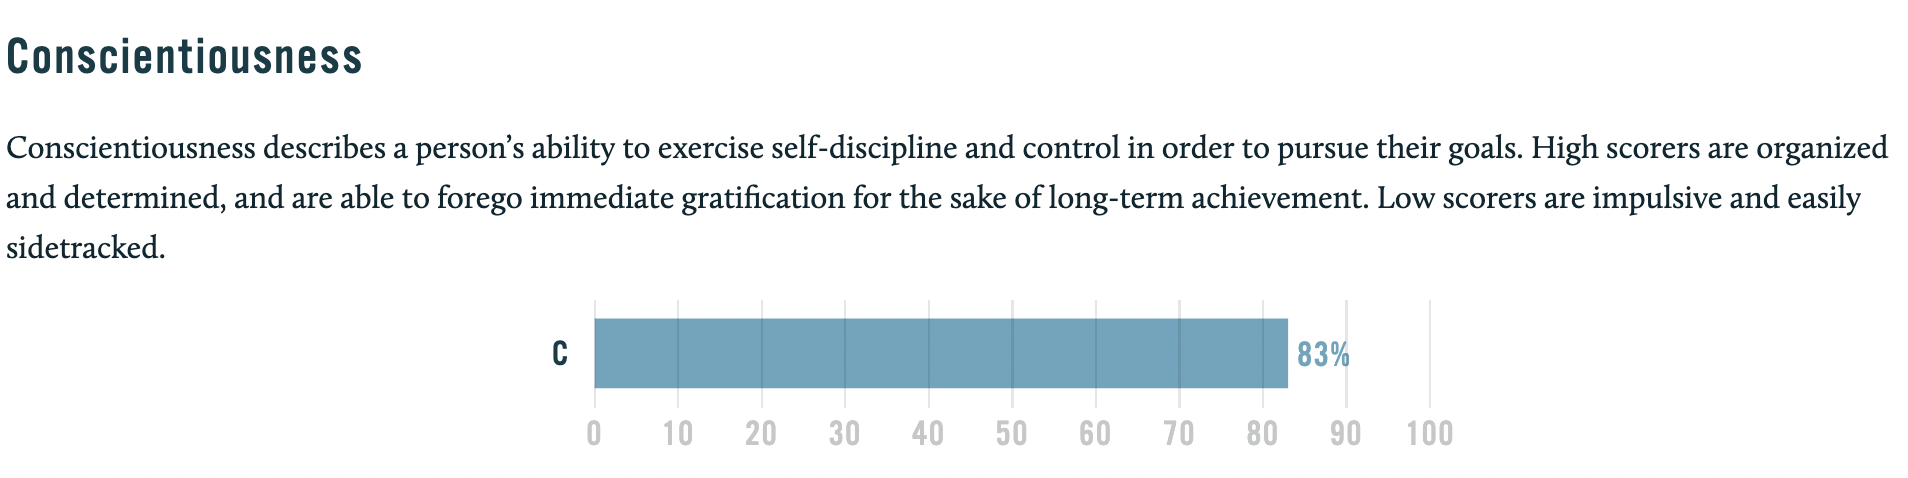 Conscientiousness
Conscientiousness describes a person’s ability to exercise self-discipline and control in order to pursue their goals. High scorers are organized
and determined, and are able to forego immediate gratification for the sake of long-term achievement. Low scorers are impulsive and easily
sidetracked.
C 83%
0 10 20 30 40 50 60 70 80 90 100